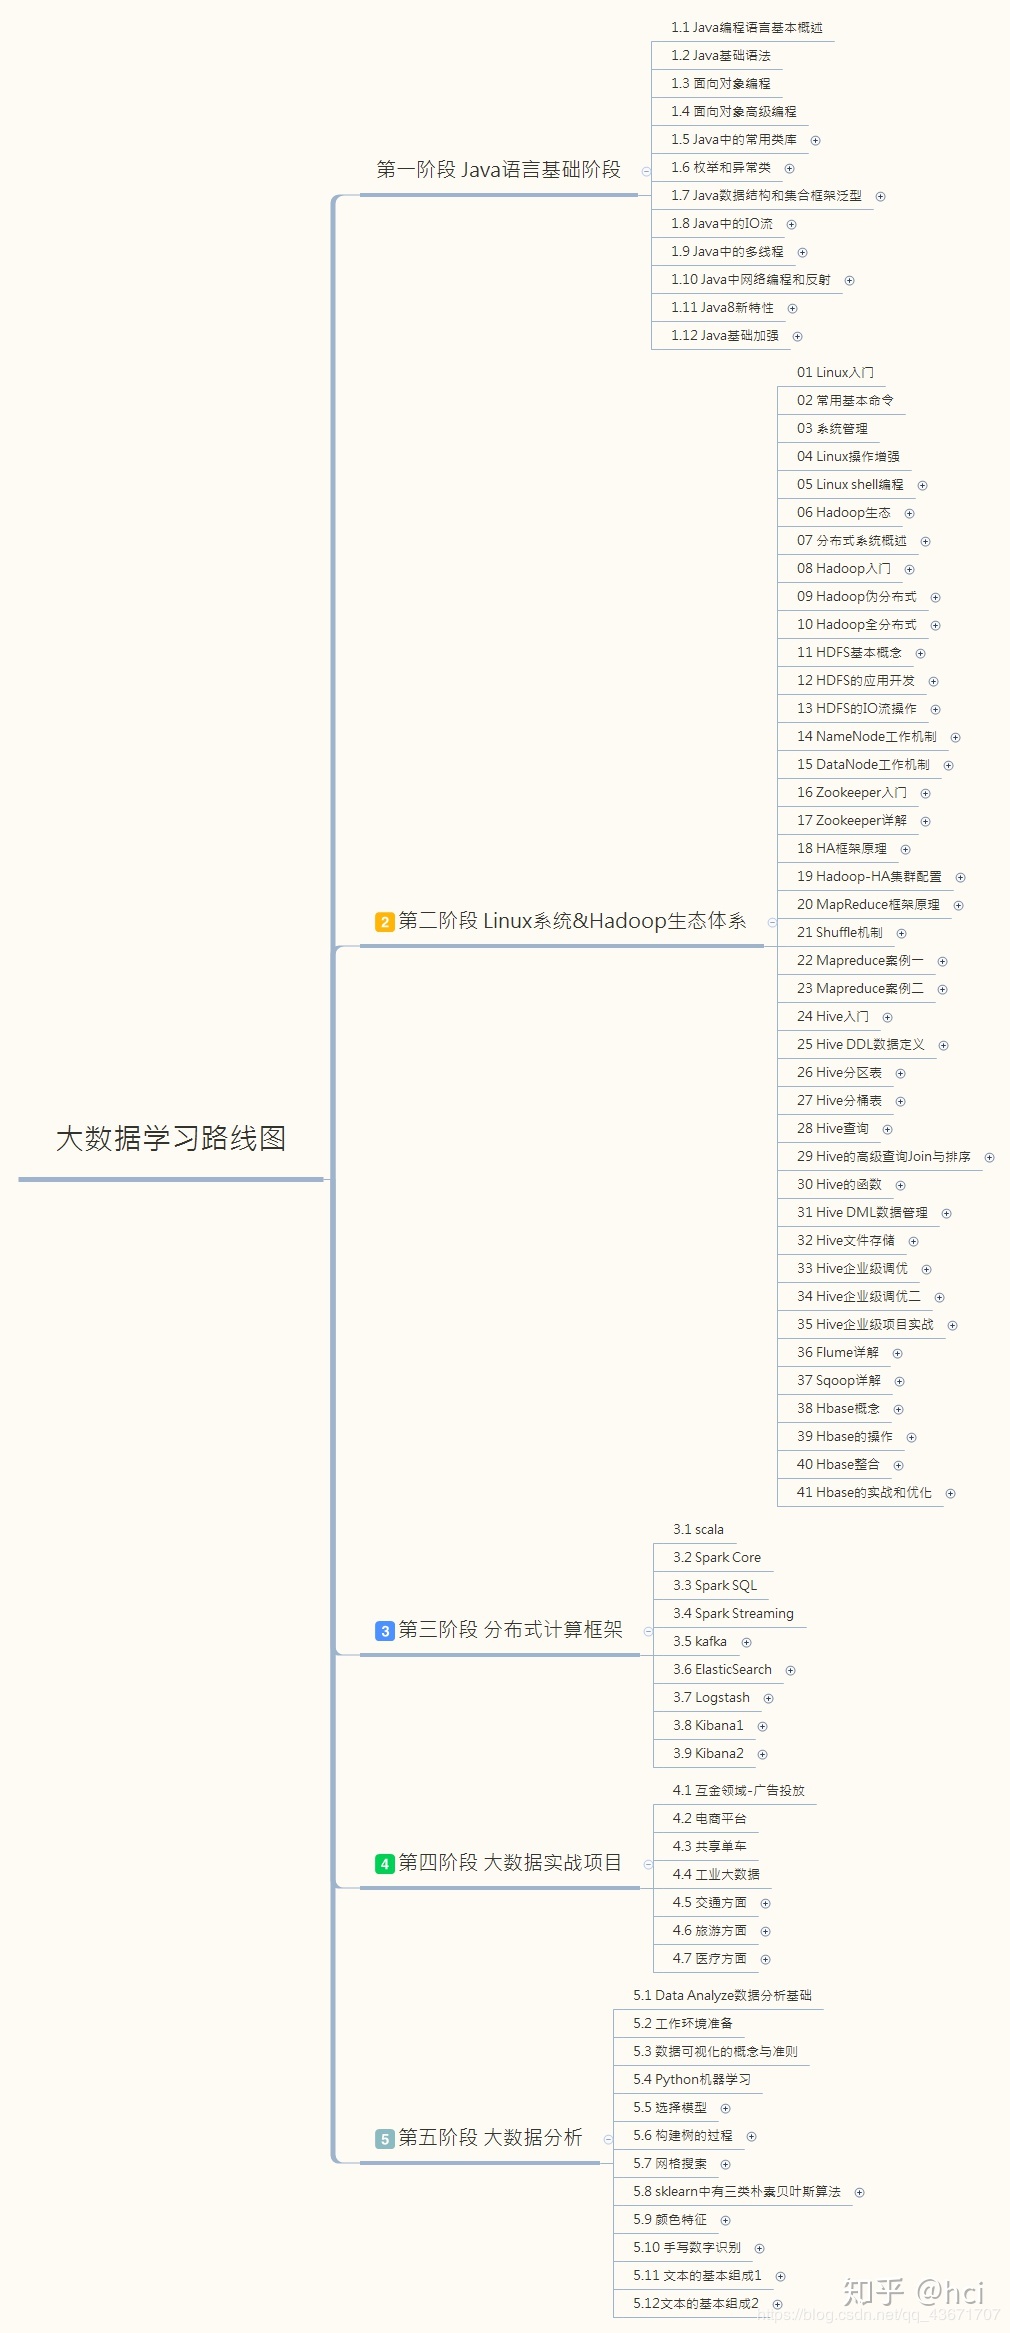 大数据学习路线图
第一阶段 Java语言基础阶段
1.1 Java编程语言基本概述
1.2 Java基础语法
1.3 面向对象编程
1.4 面向对象高级编程
1.5 Java中的常用类库
1.6 枚举和异常类
1.7 Java数据结构和集合框架泛型
1.8 Java中的IO流
1.9 Java中的多线程
1.10 Java中网络编程和反射
1.11 Java8新特性
1.12 Java基础加强
2 第二阶段 Linux系统&Hadoop生态体系
01 Linux入门
02 常用基本命令
03 系统管理
04 Linux操作增强
05 Linux shell编程
06 Hadoop生态
07 分布式系统概述
08 Hadoop入门
09 Hadoop伪分布式
10 Hadoop全分布式
11 HDFS基本概念
12 HDFS的应用开发
13 HDFS的IO流操作
14 NameNode工作机制
15 DataNode工作机制
16 Zookeeper入门
17 Zookeeper详解
18 HA框架原理
19 Hadoop-HA集群配置
20 MapReduce框架原理
21 Shuffle机制
22 Mapreduce案例一
23 Mapreduce案例二
24 Hive入门
25 Hive DDL数据定义
26 Hive分区表
27 Hive分桶表
28 Hive查询
29 Hive的高级查询Join与排序
30 Hive的函数
31 Hive DML数据管理
32 Hive文件存储
33 Hive企业级调优
34 Hive企业级调优二
35 Hive企业级项目实战
36 Flume详解
37 Sqoop详解
38 Hbase概念
39 Hbase的操作
40 Hbase整合
41 Hbase的实战和优化
3 第三阶段 分布式计算框架
3.1 scala
3.2 Spark Core
3.3 Spark SQL
3.4 Spark Streaming
3.5 kafka
3.6 ElasticSearch
3.7 Logstash
3.8 Kibana1
3.9 Kibana2
4 第四阶段 大数据实战项目
4.1 互金领域-广告投放
4.2 电商平台
4.3 共享单车
4.4 工业大数据
4.5 交通方面
4.6 旅游方面
4.7 医疗方面
5 第五阶段 大数据分析
5.1 Data Analyze数据分析基础
5.2 工作环境准备
5.3 数据可视化的概念与准则
5.4 Python机器学习
5.5 选择模型
5.6 构建树的过程
5.7 网格搜索
5.8 sklearn中有三类朴素贝叶斯算法
5.9 颜色特征
5.10 手写数字识别
5.11 文本的基本组成1
5.12文本的基本组成2
知乎 @hci
https://blog.csdn.net/qq_43671707